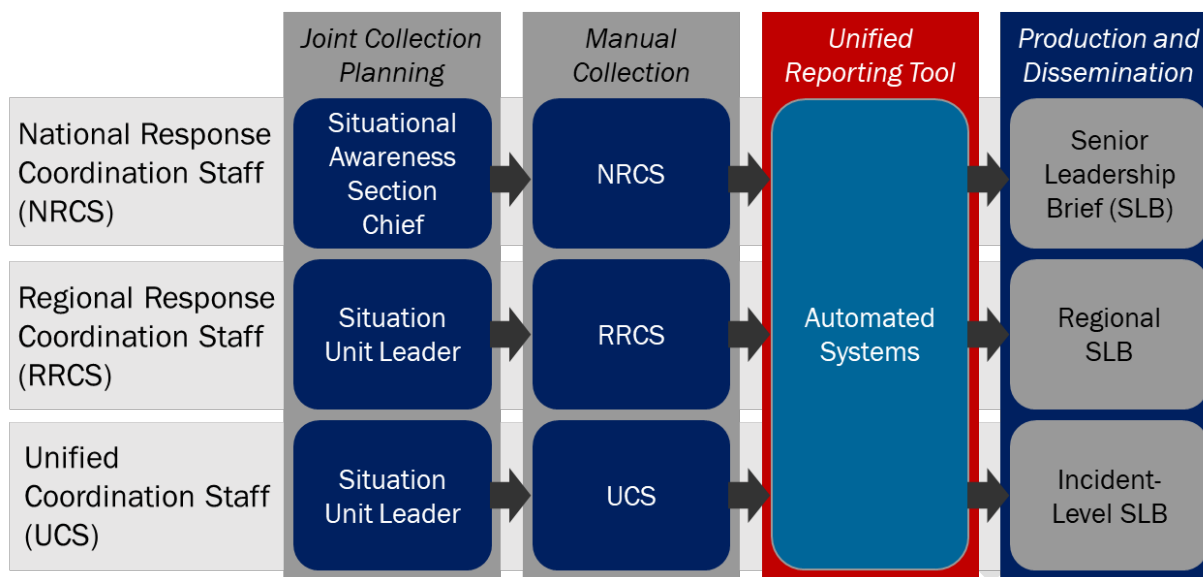 Joint Collection
Planning
Manual
Collection
Unified
Reporting Tool
Production and
Dissemination
National Response
Coordination Staff
(NRCS)
Situational
Awareness
Section
Chief
NRCS
Senior
Leadership
Brief (SLB)
Regional Response
Coordination Staff
(RRCS)
Situation
Unit Leader
RRCS
Automated
Systems
Regional
SLB
Unified
Coordination Staff
(UCS)
Situation
Unit Leader
UCS
Incident-
Level SLB